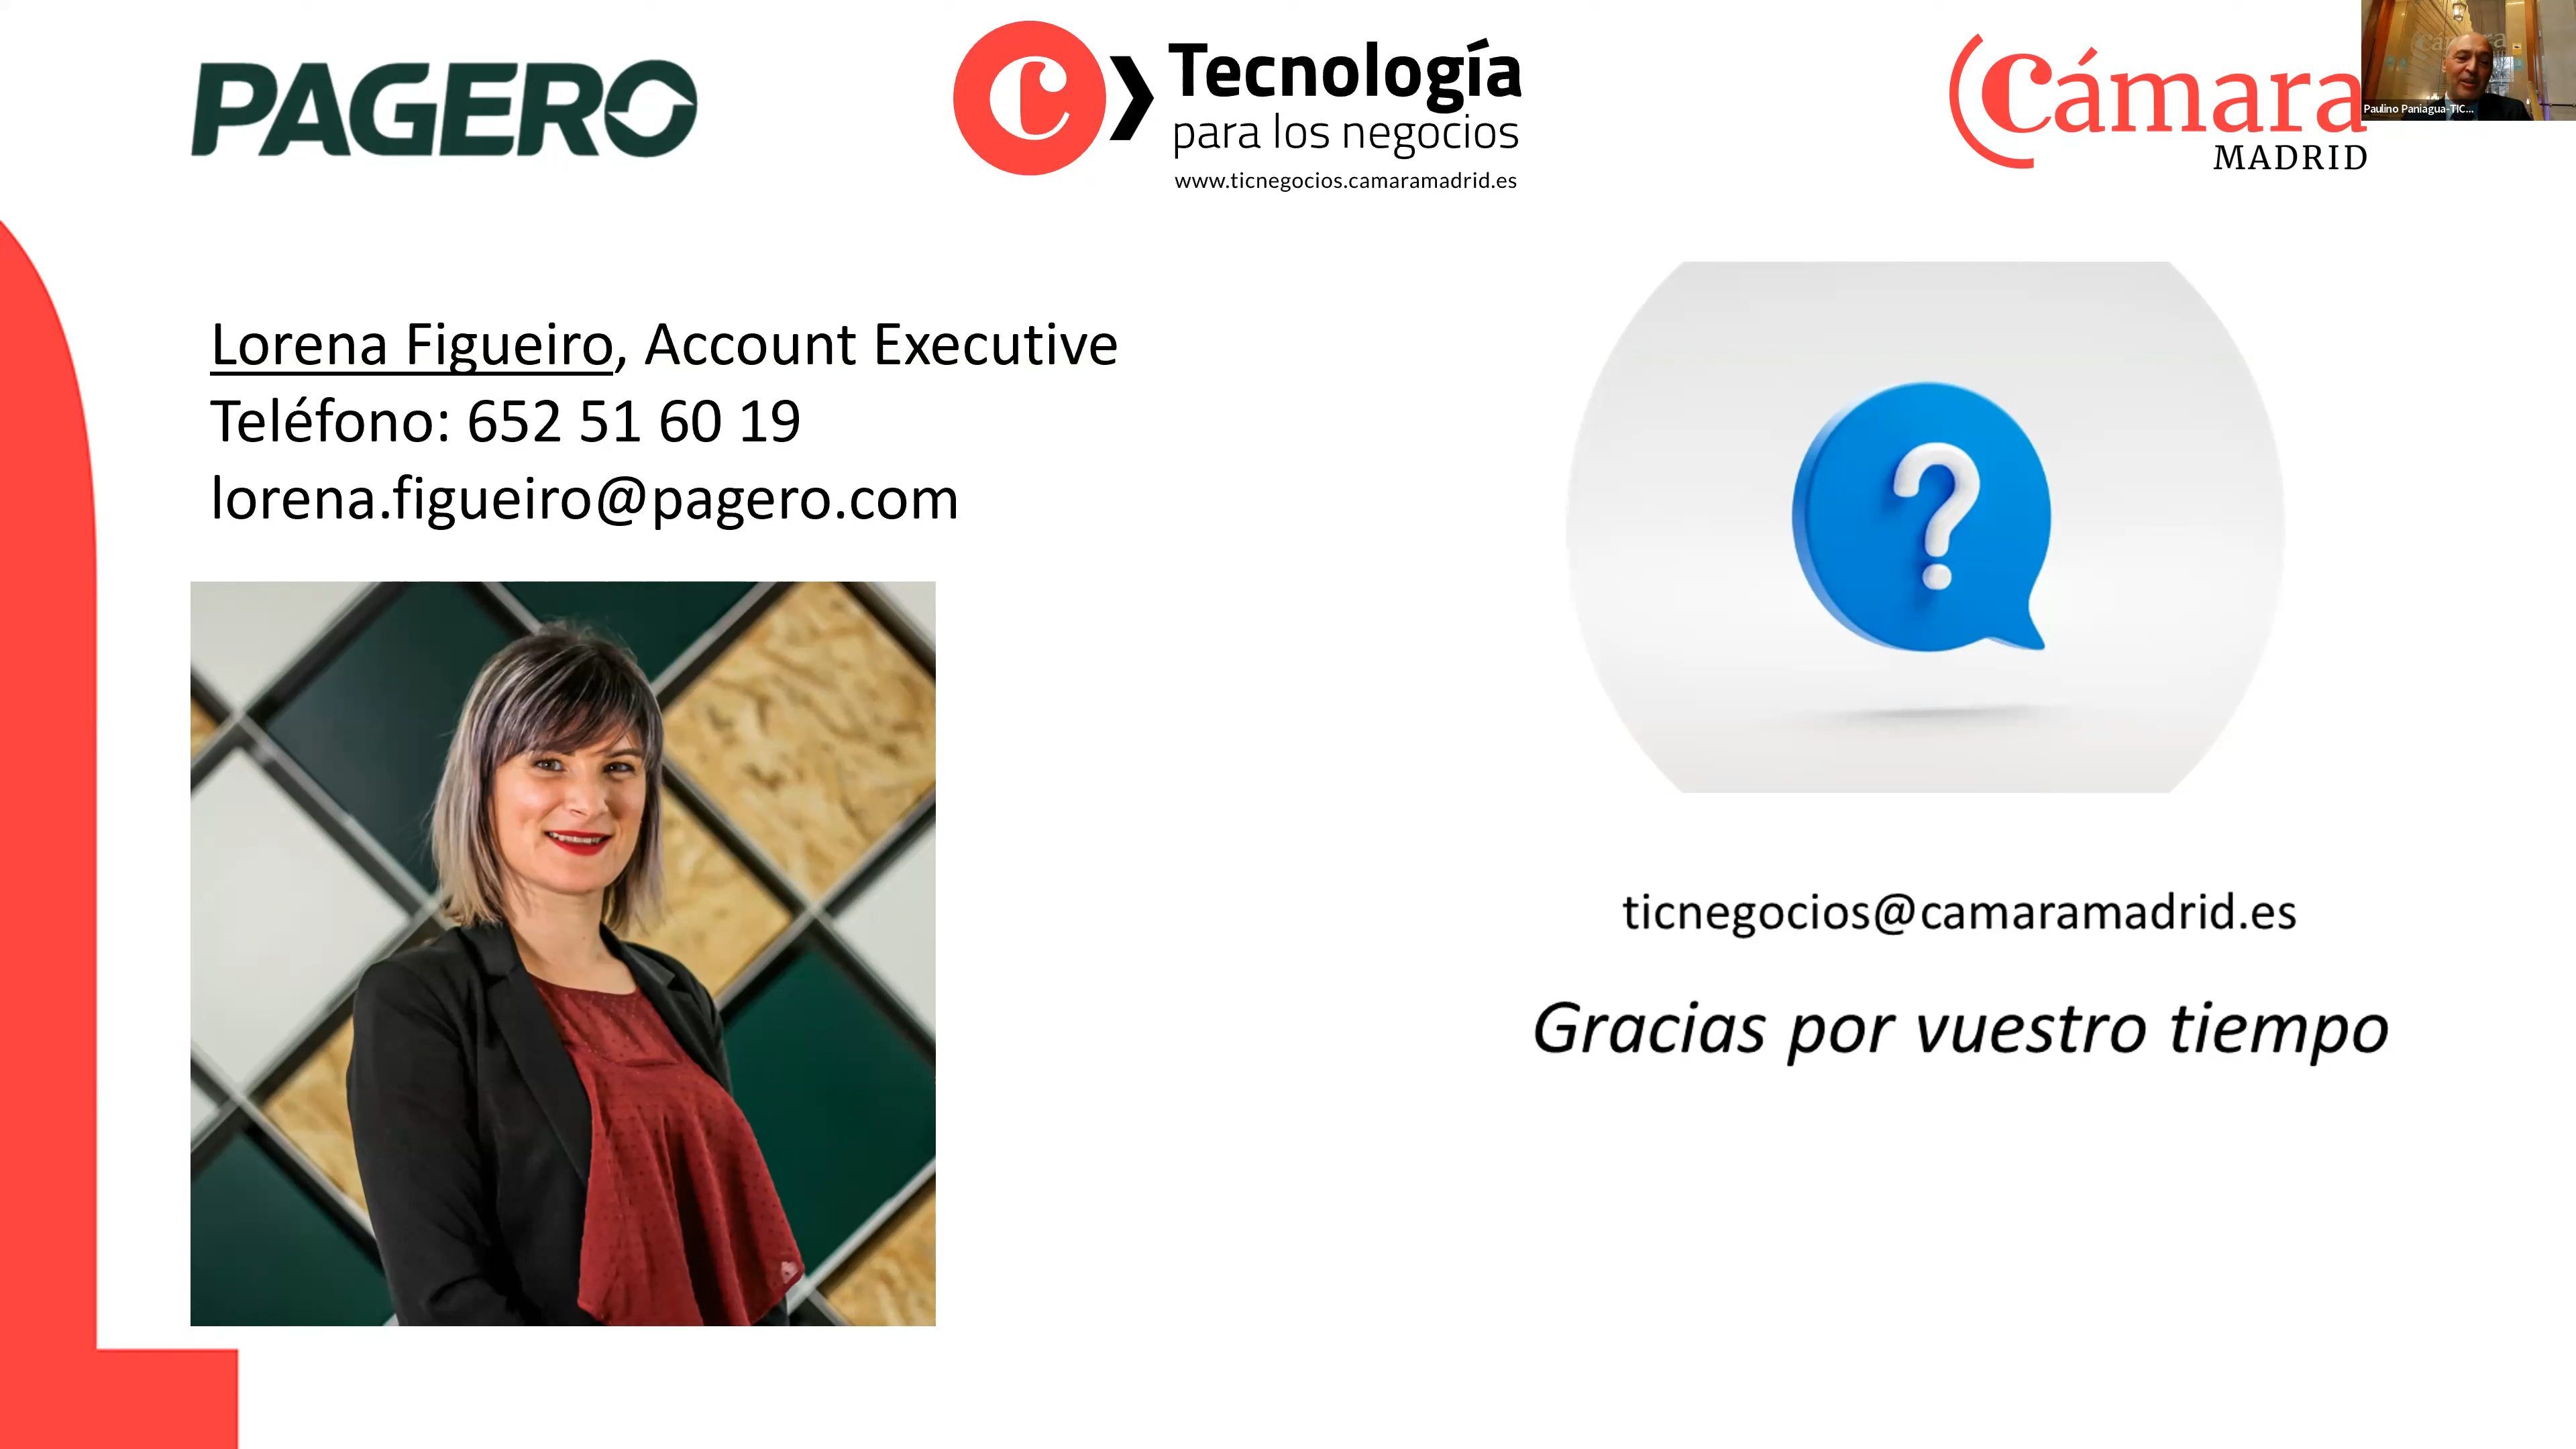 PAGERO
Tecnología
para los negocios
www.ticnegocios.camaramadrid.es
cámara
MADRID
Paulino Paniagua-TIC...
Lorena Figueiro, Account Executive
Teléfono: 652 51 60 19
lorena.figueiro@pagero.com
?
ticnegocios@camaramadrid.es
Gracias por vuestro tiempo